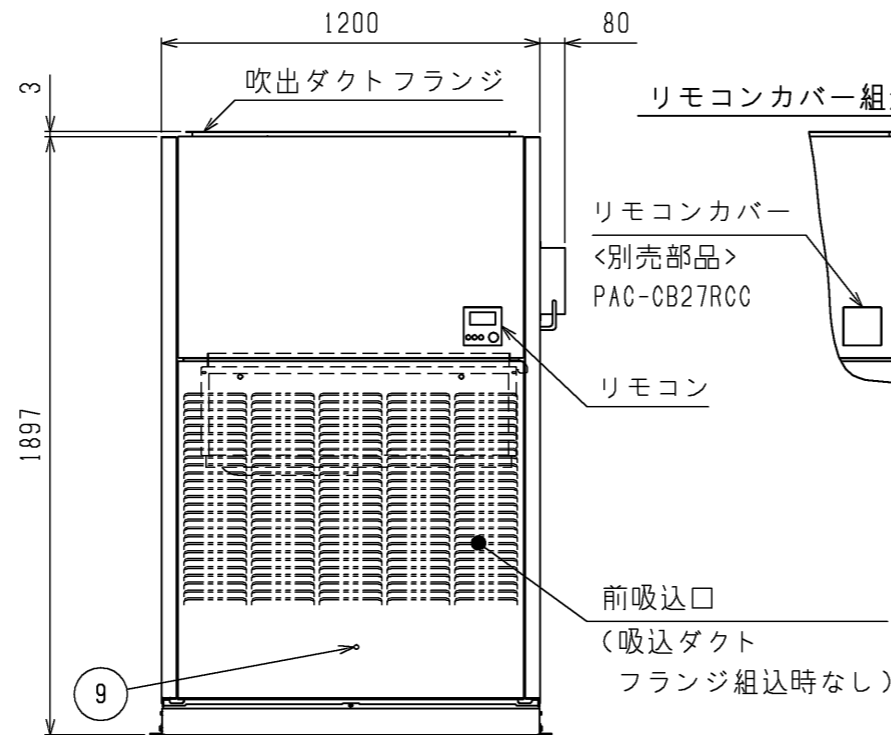 1200
80
3
吹出ダクトフランジ
リモコンカバー組
リモコンカバー
<別売部品>
PAC-CB27RCC
リモコン
1897
前吸込口
(吸込ダクト
フランジ組込時なし)
9